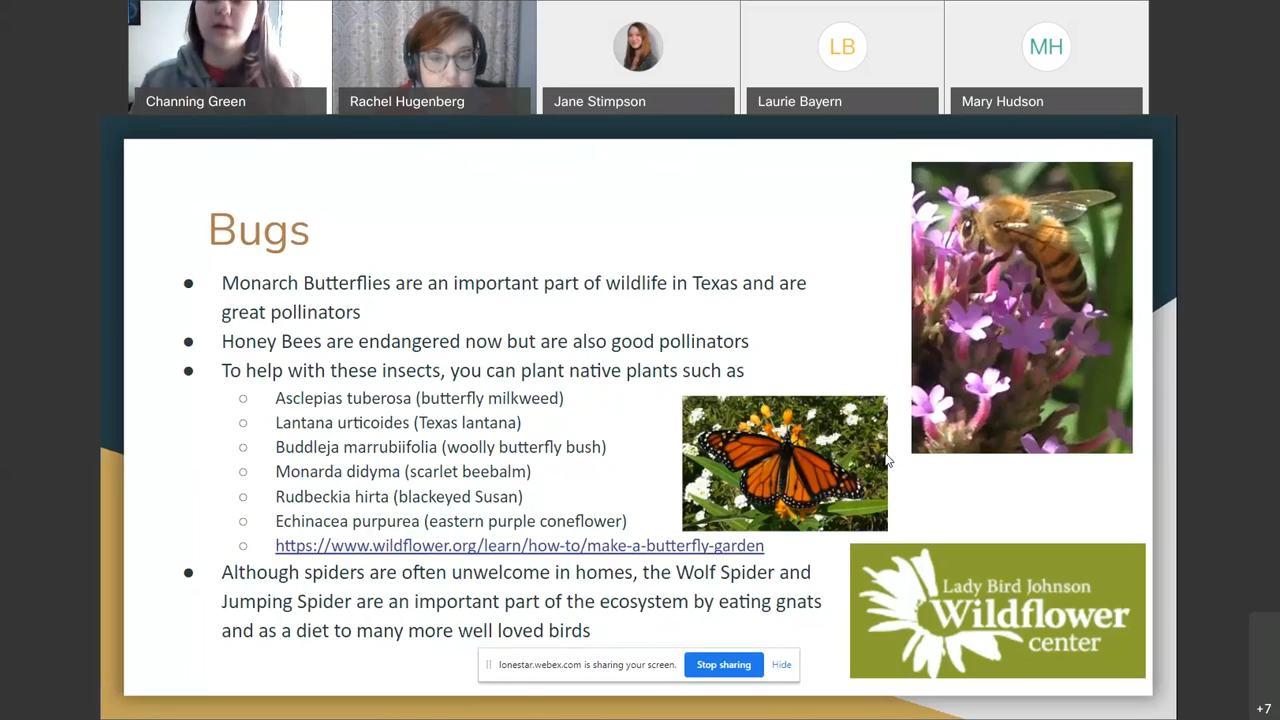 LB
MH
Channing Green
Rachel Hugenberg
Jane Stimpson
Laurie Bayern
Mary Hudson
Bugs
● Monarch Butterflies are an important part of wildlife in Texas and are
great pollinators
● Honey Bees are endangered now but are also good pollinators
● To help with these insects, you can plant native plants such as
○ Asclepias tuberosa (butterfly milkweed)
○ Lantana urticoides (Texas lantana)
○ Buddleja marrubiifolia (woolly butterfly bush)
○ Monarda didyma (scarlet beebalm)
○ Rudbeckia hirta (blackeyed Susan)
○ Echinacea purpurea (eastern purple coneflower)
○ https://www.wildflower.org/learn/how-to/make-a-butterfly-garden
● Although spiders are often unwelcome in homes, the Wolf Spider and
Jumping Spider are an important part of the ecosystem by eating gnats
and as a diet to many more well loved birds
Lady Bird Johnson
Wildflower
center
lonestar.webex.com is sharing your screen.
Stop sharing
Hide
+7